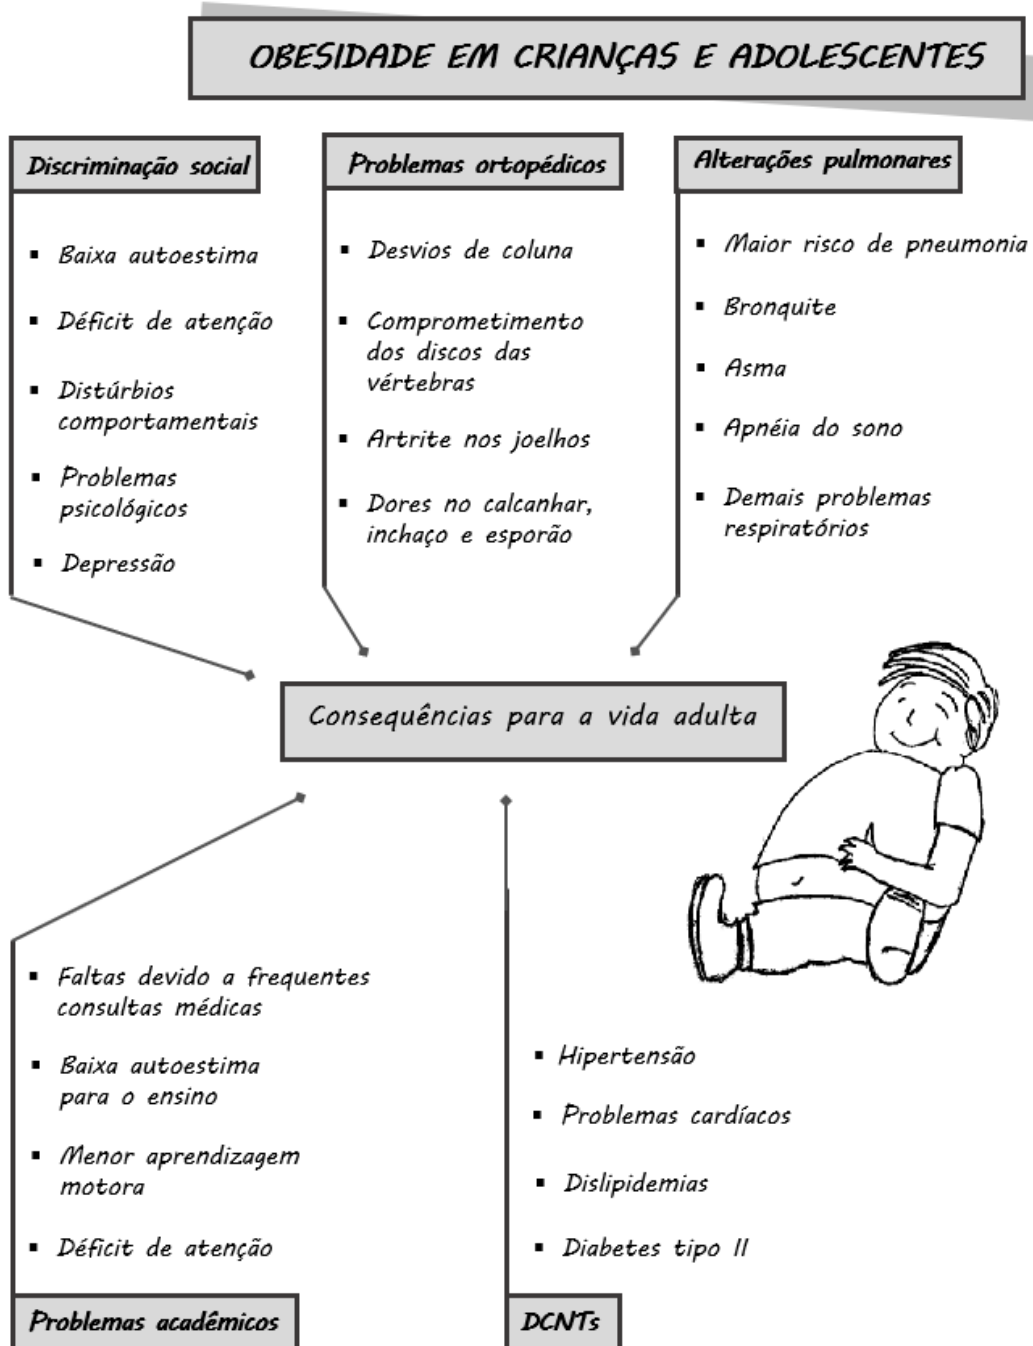 OBESIDADE EM CRIANÇAS E ADOLESCENTES
Discriminação social
▪ Baixa autoestima
▪ Déficit de atenção
▪ Distúrbios
comportamentais
▪ Problemas
psicológicos
▪ Depressão
Problemas ortopédicos
▪ Desvios de coluna
▪ Comprometimento
dos discos das
vértebras
▪ Artrite nos joelhos
▪ Dores no calcanhar,
inchaço e esporão
Alterações pulmonares
▪ Maior risco de pneumonia
▪ Bronquite
▪ Asma
▪ Apnéia do sono
▪ Demais problemas
respiratórios
Consequências para a vida adulta
▪ Faltas devido a frequentes
consultas médicas
▪ Baixa autoestima
para o ensino
▪ Menor aprendizagem
motora
▪ Déficit de atenção
Problemas acadêmicos
▪ Hipertensão
▪ Problemas cardíacos
▪ Dislipidemias
▪ Diabetes tipo II
DCNTs